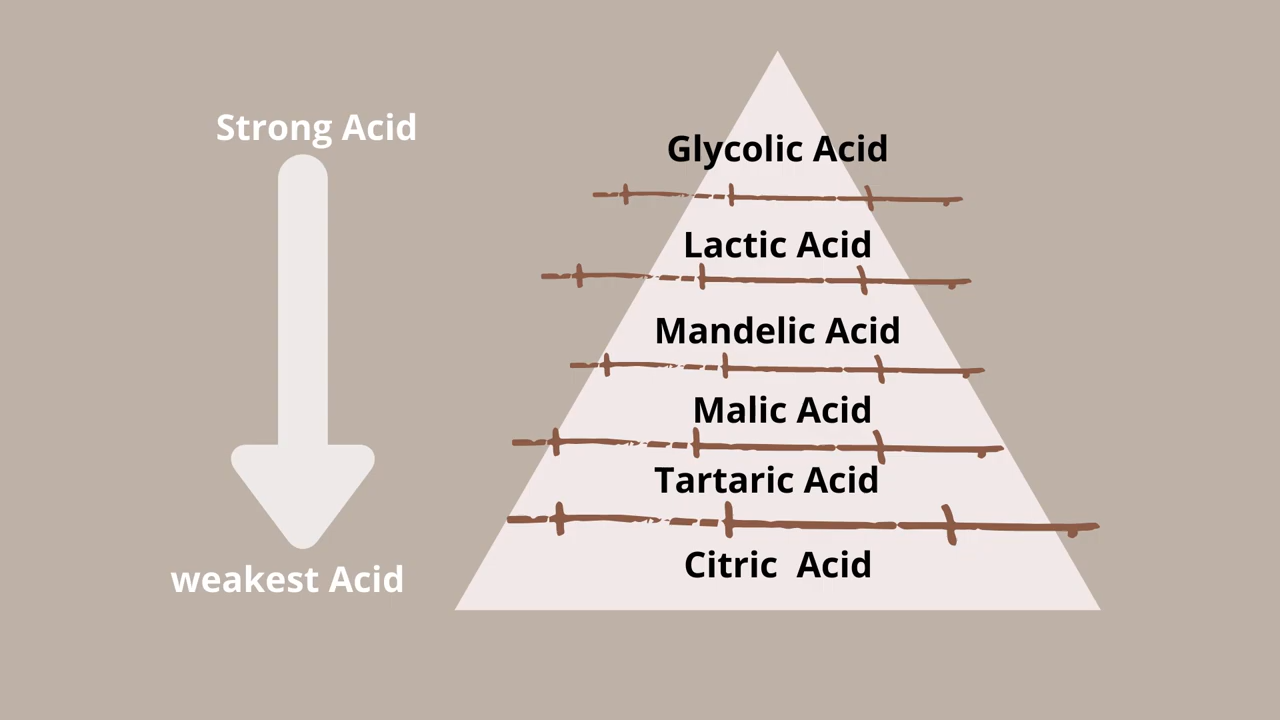 Strong Acid
Glycolic Acid
Lactic Acid
Mandelic Acid
Malic Acid
Tartaric Acid
Citric  Acid
weakest Acid